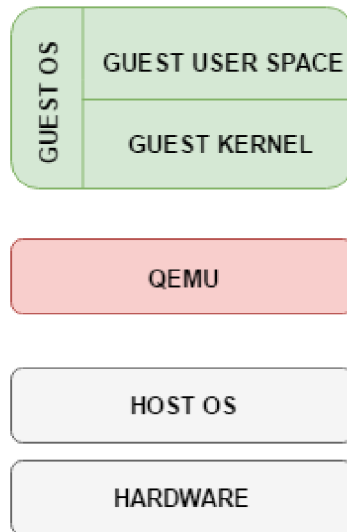 GUEST OS
GUEST USER SPACE
GUEST KERNEL
QEMU
HOST OS
HARDWARE